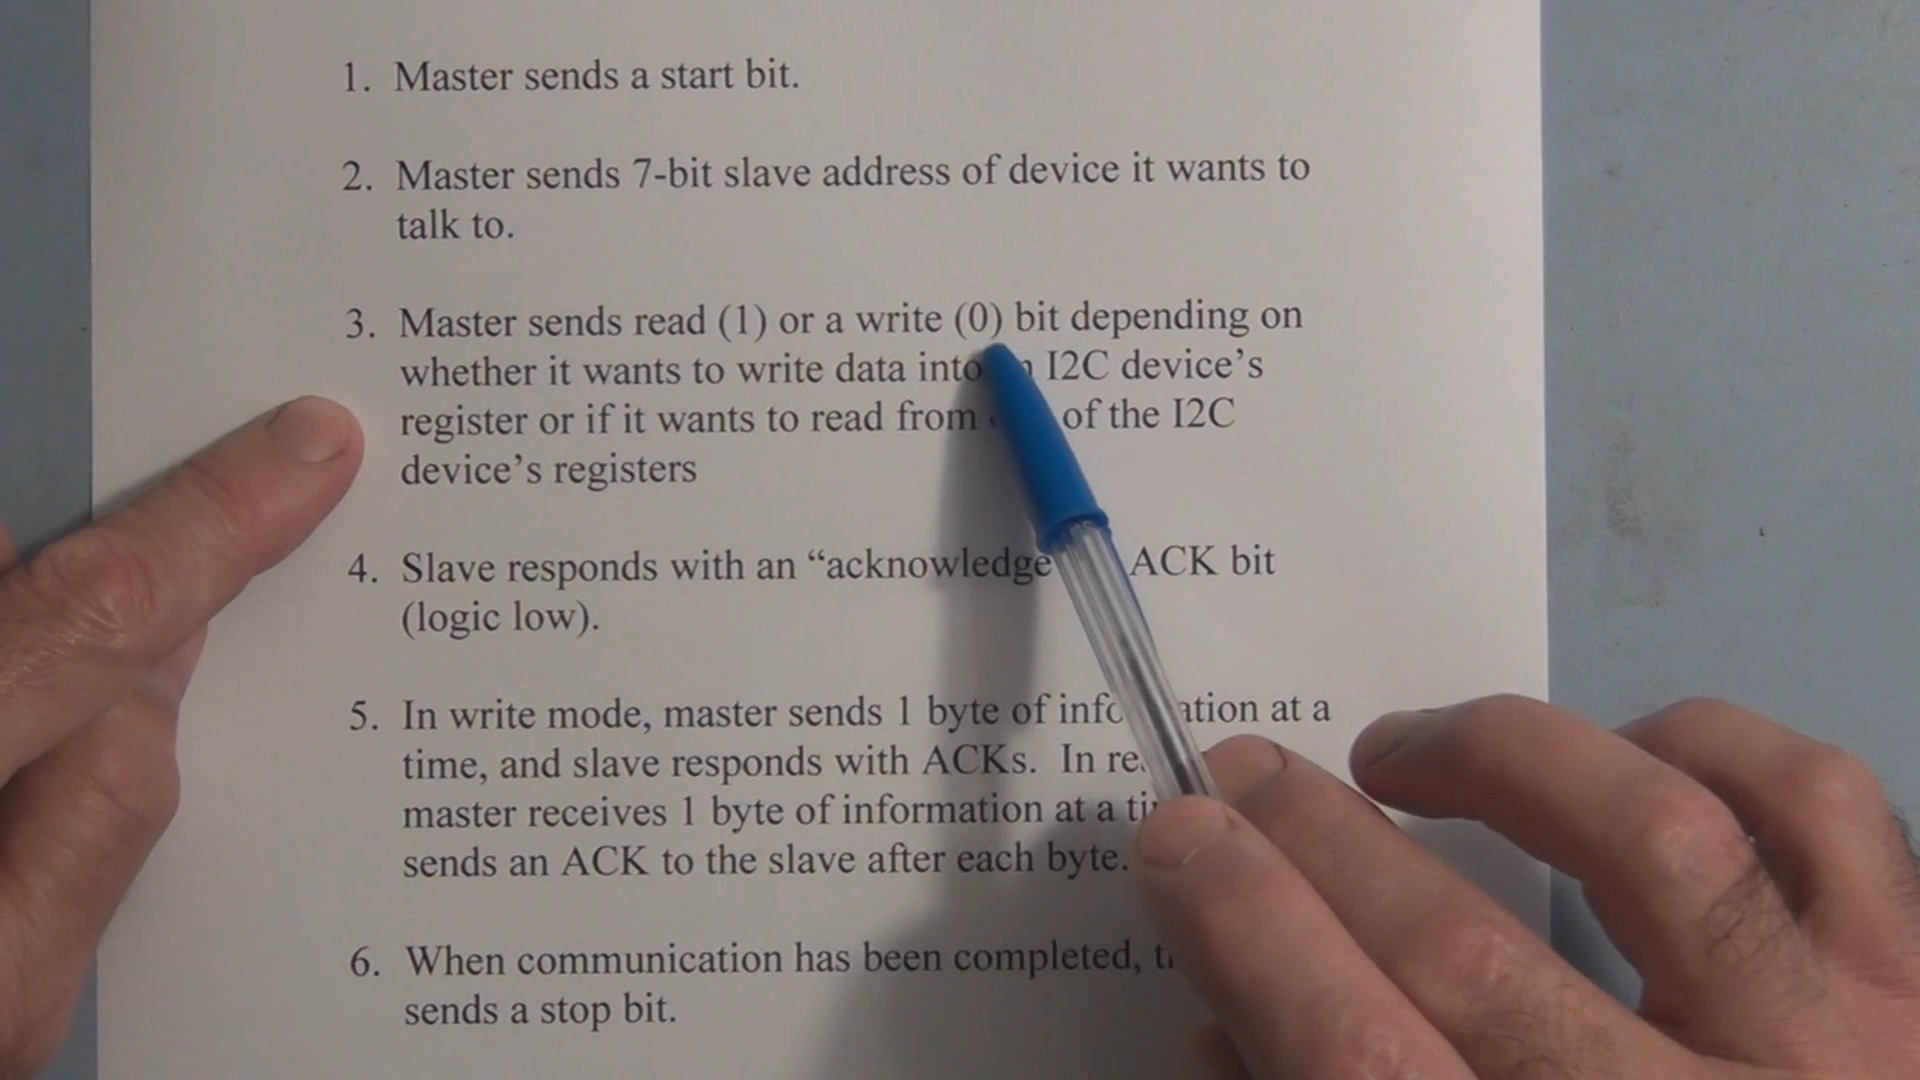 1. Master sends a start bit.
2. Master sends 7-bit slave address of device it wants to
talk to.
3. Master sends read (1) or a write (0) bit depending on
whether it wants to write data into I2C device’s
register or if it wants to read from of the I2C
device’s registers
4. Slave responds with an “acknowledge ACK bit
(logic low).
5. In write mode, master sends 1 byte of information at a
time, and slave responds with ACKs. In
master receives 1 byte of information at a
sends an ACK to the slave after each byte.
6. When communication has been completed,
sends a stop bit.